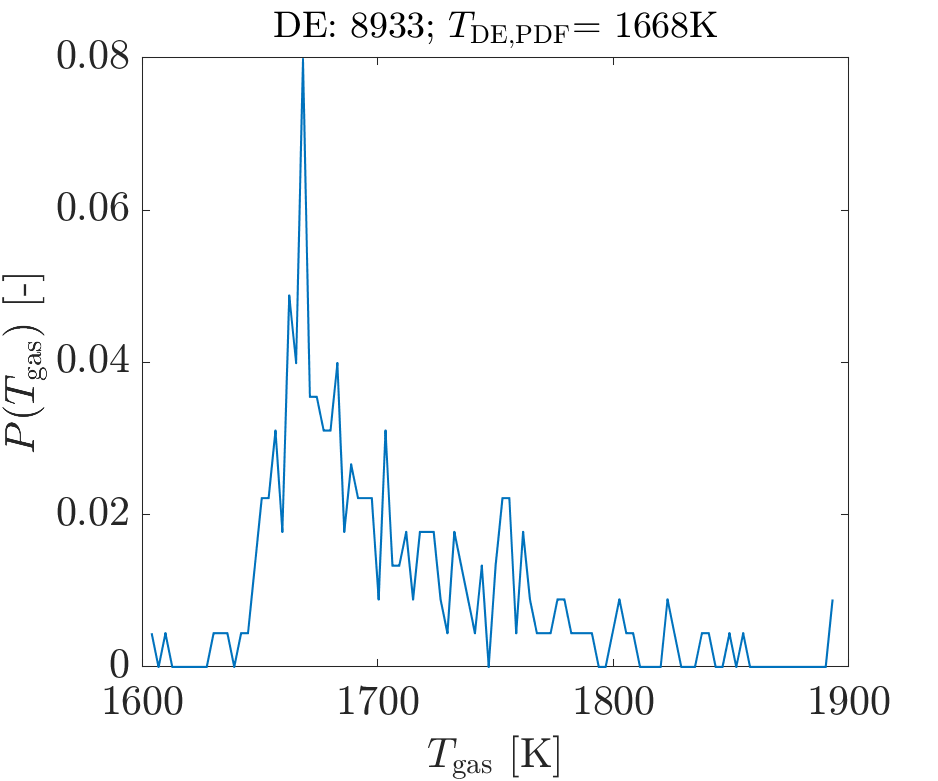 DE: 8933; T_DE,PDF= 1668K
0.08
0.06
0.04
0.02
0
P(T_gas) [-]
1600 1700 1800 1900
T_gas [K]